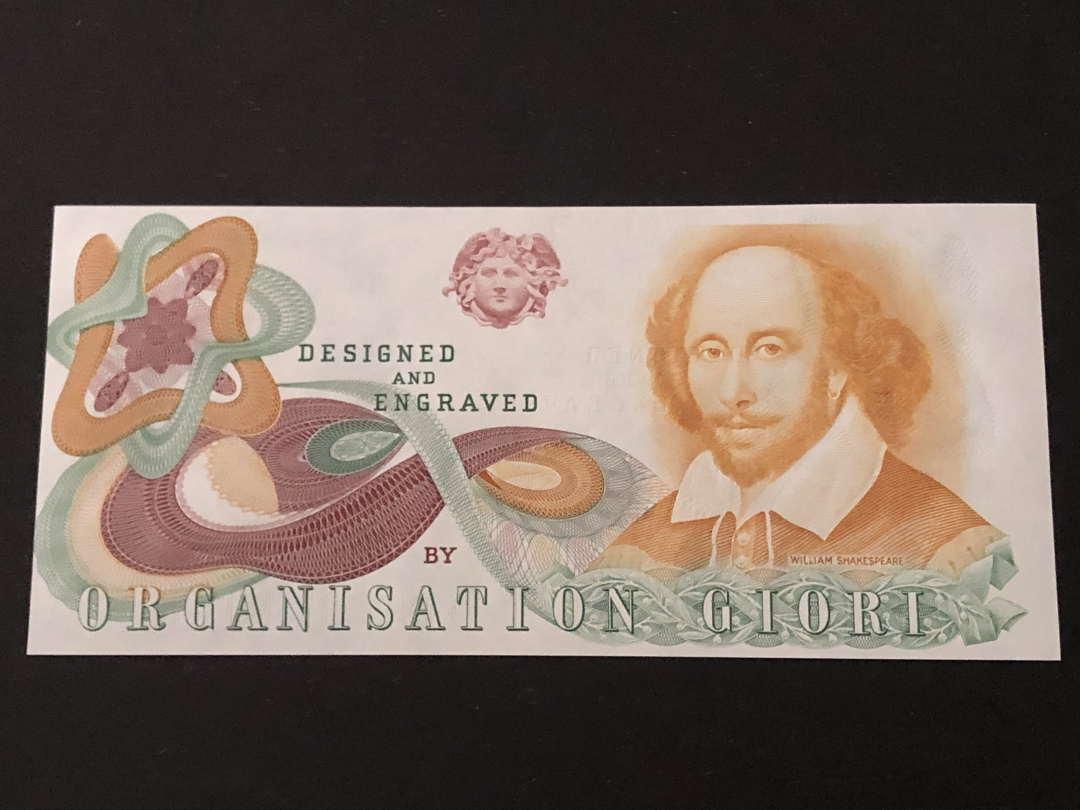 DESIGNED
AND
ENGRAVED
BY
WILLIAM SHAKESPEARE
ORGANISATION GIORI